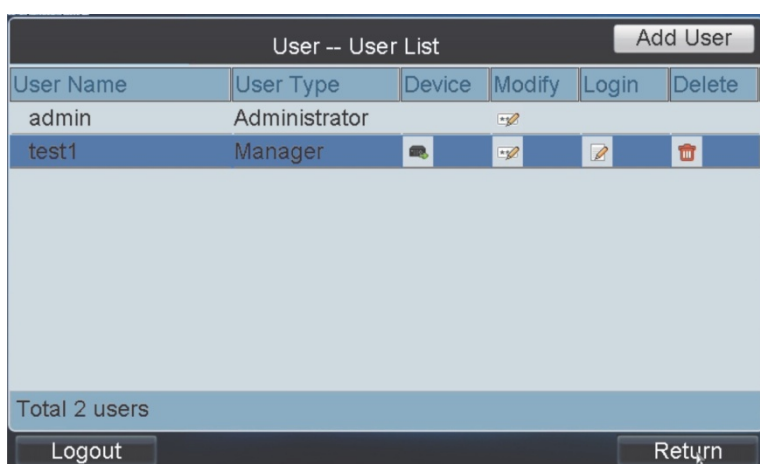 User -- User List
Add User
User Name User Type Device Modify Login Delete
admin Administrator
test1 Manager
Total 2 users
Logout Return